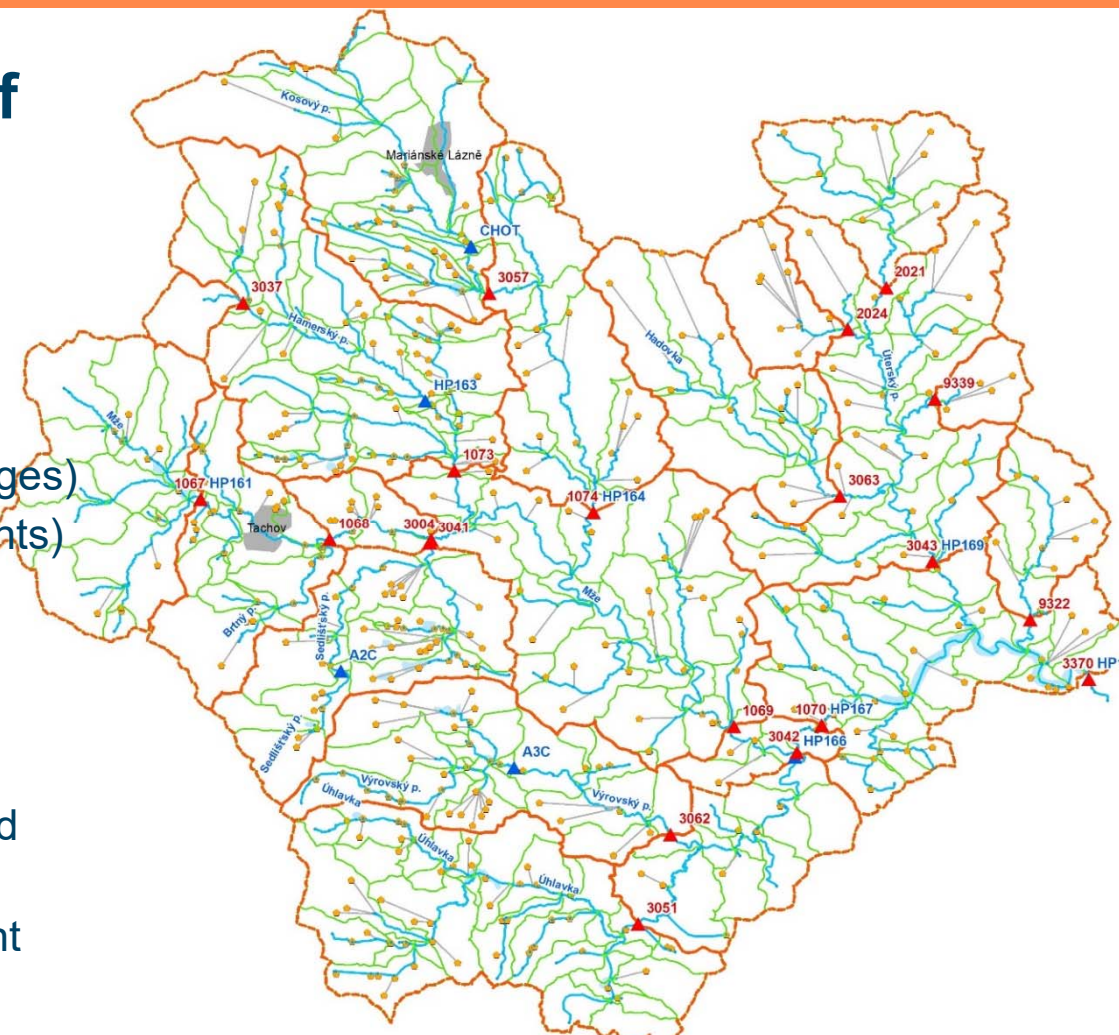 f
Kosový p.
Mariánské Lázně
CHOT
3057
2021
3037
2024
Hamerský p.
Hadovka
Úterský p.
HP163
9339
Mže
1073
ges)
1067 HP161
3063
1074 HP164
Tachov
1068
3004
3041
nts)
3043 HP169
Mže
Brtný p.
Sedlišťský p.
9322
A2C
3370 HP1
1069
1070 HP167
Sedlišťský p.
3042
HP166
A3C
Výrovský p.
Úhlavka
Výrovský p.
d
3062
Úhlavka
Úhlavka
3051
nt